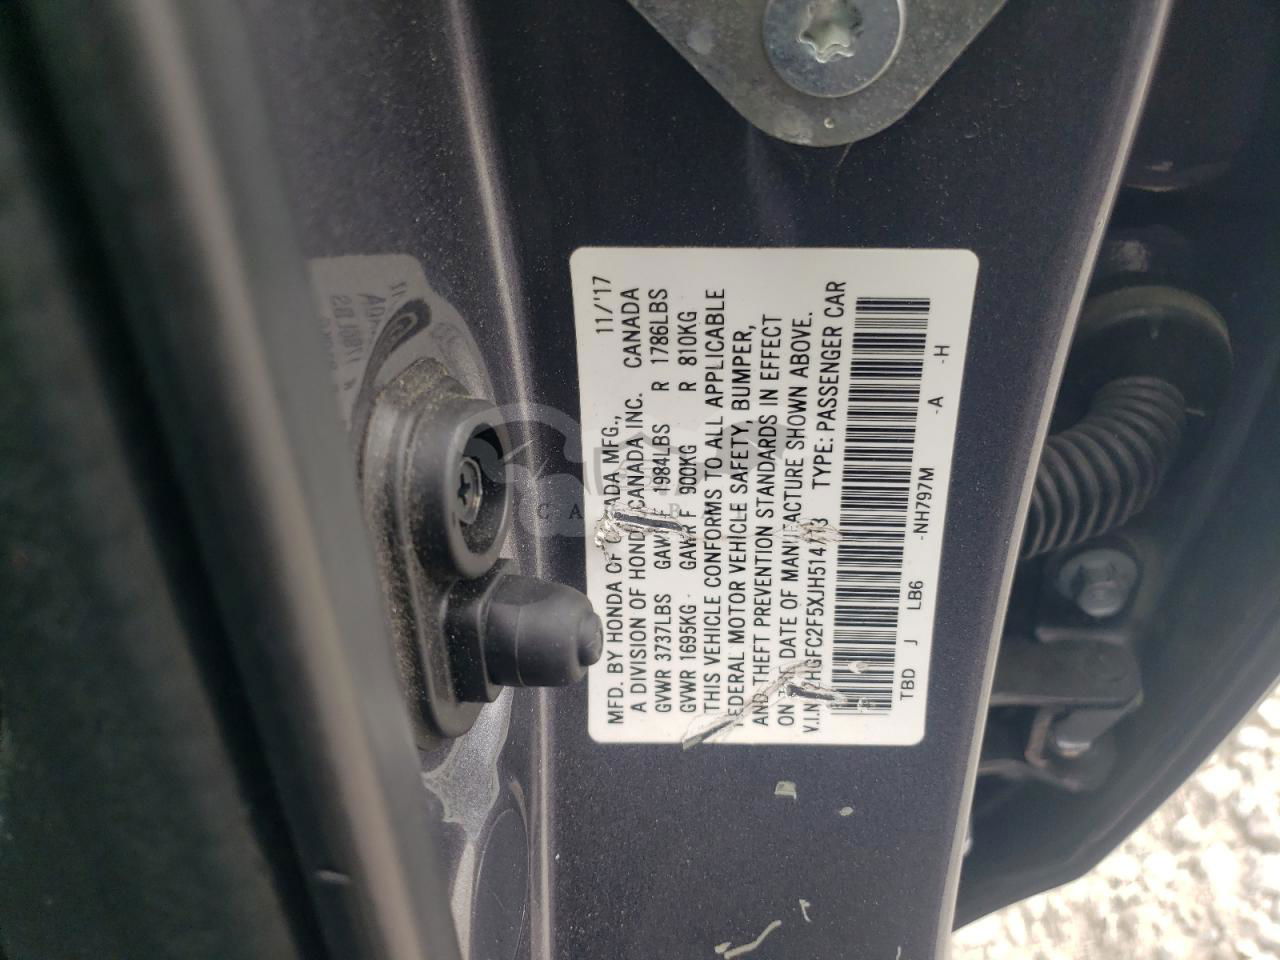 11/'17
MFD. BY HONDA OF CANADA MFG.,
A DIVISION OF HONDA CANADA INC. CANADA
GVWR 3737LBS GAWR F 1984LBS R 1786LBS
GVWR 1695KG GAWR F 900KG R 810KG
THIS VEHICLE CONFORMS TO ALL APPLICABLE
FEDERAL MOTOR VEHICLE SAFETY, BUMPER,
AND THEFT PREVENTION STANDARDS IN EFFECT
ON THE DATE OF MANUFACTURE SHOWN ABOVE.
TYPE: PASSENGER CAR
TBD J LB6 -NH797M -A -H